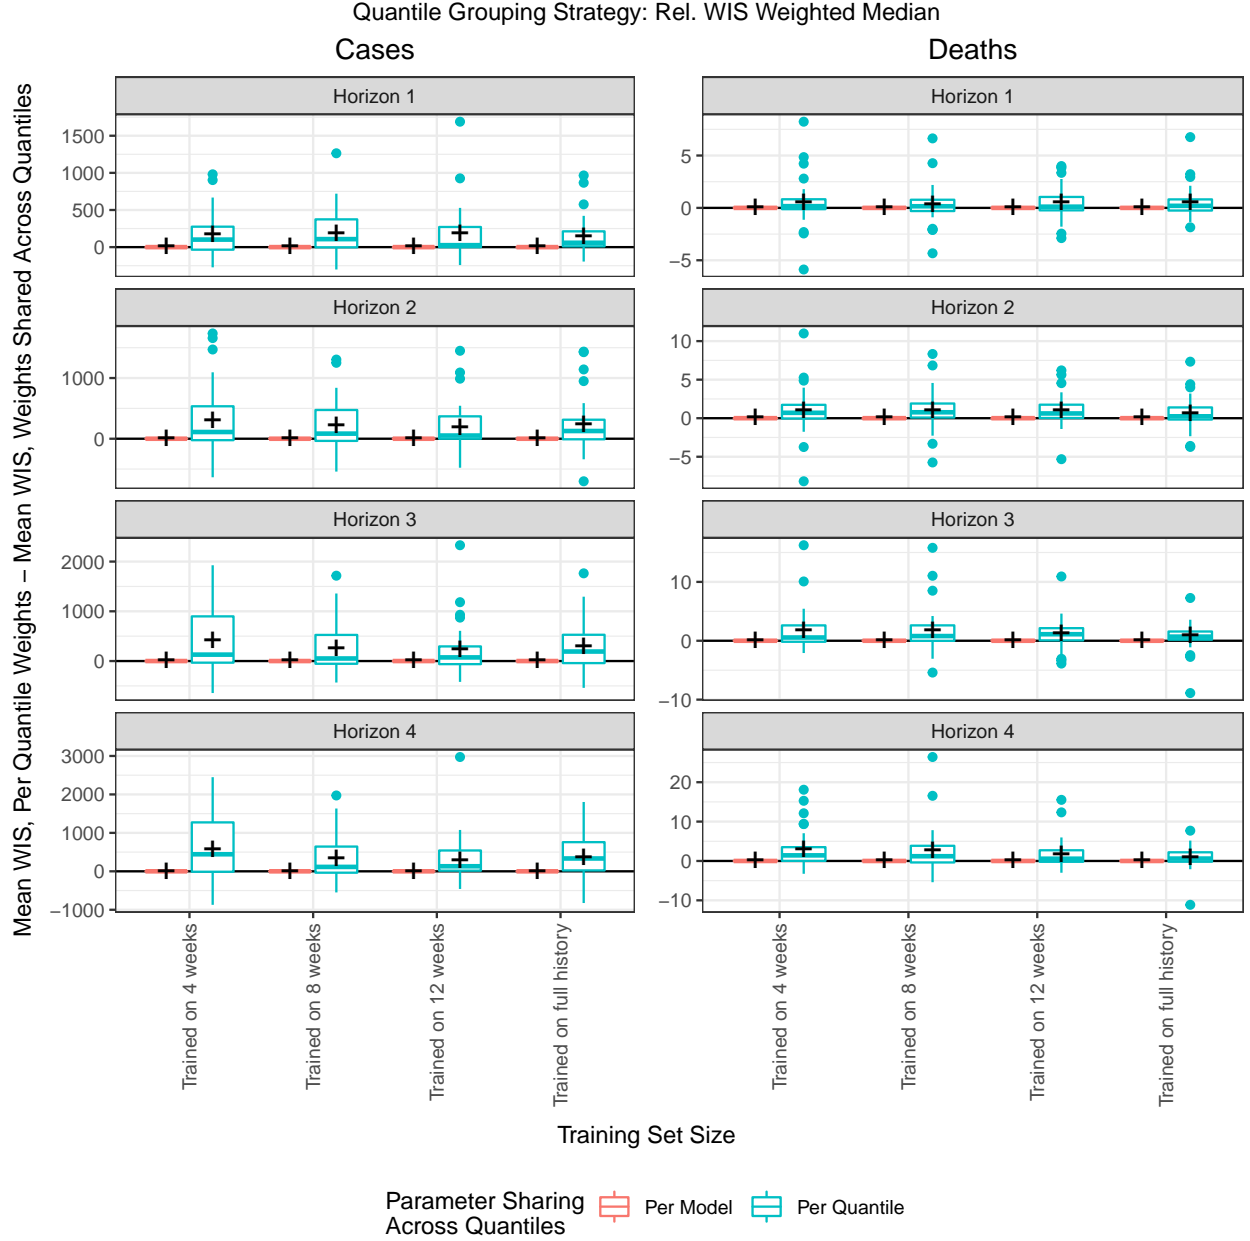 Quantile Grouping Strategy: Rel. WIS Weighted Median
Cases
Deaths
Mean WIS, Per Quantile Weights − Mean WIS, Weights Shared Across Quantiles
Horizon 1
1500
1000
500
0
Horizon 2
1000
0
Horizon 3
2000
1000
0
Horizon 4
3000
2000
1000
0
−1000
Trained on 4 weeks
Trained on 8 weeks
Trained on 12 weeks
Trained on full history
Horizon 1
5
0
−5
Horizon 2
10
5
0
−5
Horizon 3
10
0
−10
Horizon 4
20
10
0
−10
Trained on 4 weeks
Trained on 8 weeks
Trained on 12 weeks
Trained on full history
Training Set Size
Parameter Sharing
Across Quantiles
Per Model
Per Quantile